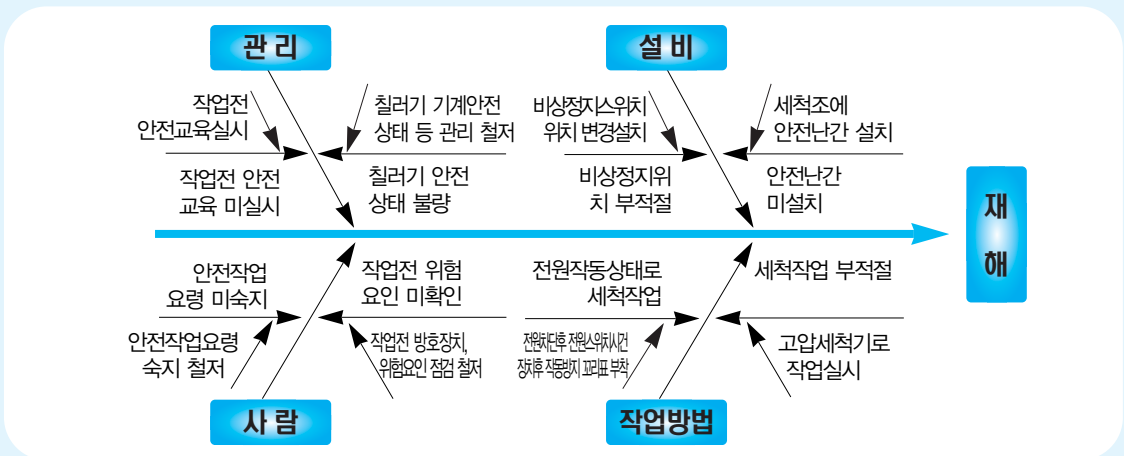 관 리
설 비
작업전
안전교육실시
칠러기 기계안전
상태 등 관리 철저
비상정지스위치
위치 변경설치
세척조에
안전난간 설치
작업전 안전
교육 미실시
칠러기 안전
상태 불량
비상정지위
치 부적절
안전난간
미설치
재
해
안전작업
요령 미숙지
작업전 위험
요인 미확인
전원작동상태로
세척작업
세척작업 부적절
안전작업요령
숙지 철저
작업전 방호장치,
위험요인 점검 철저
전원차단후 전원스위치시건
장치후 작동방지 꼬리표 부착
고압세척기로
작업실시
사 람
작업방법